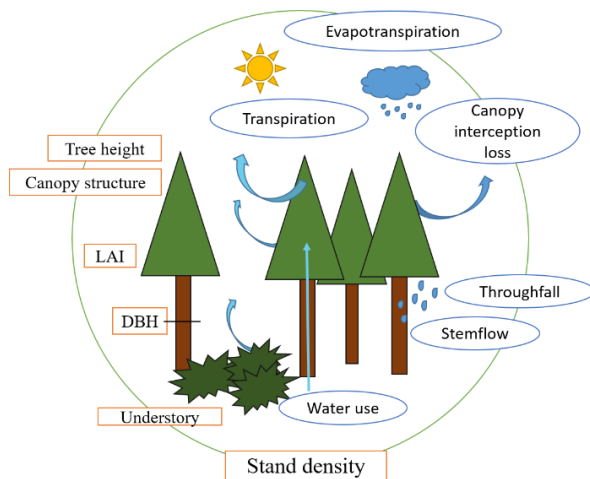 Evapotranspiration
Transpiration
Canopy
interception
loss
Tree height
Canopy structure
LAI
Throughfall
DBH
Stemflow
Understory
Water use
Stand density